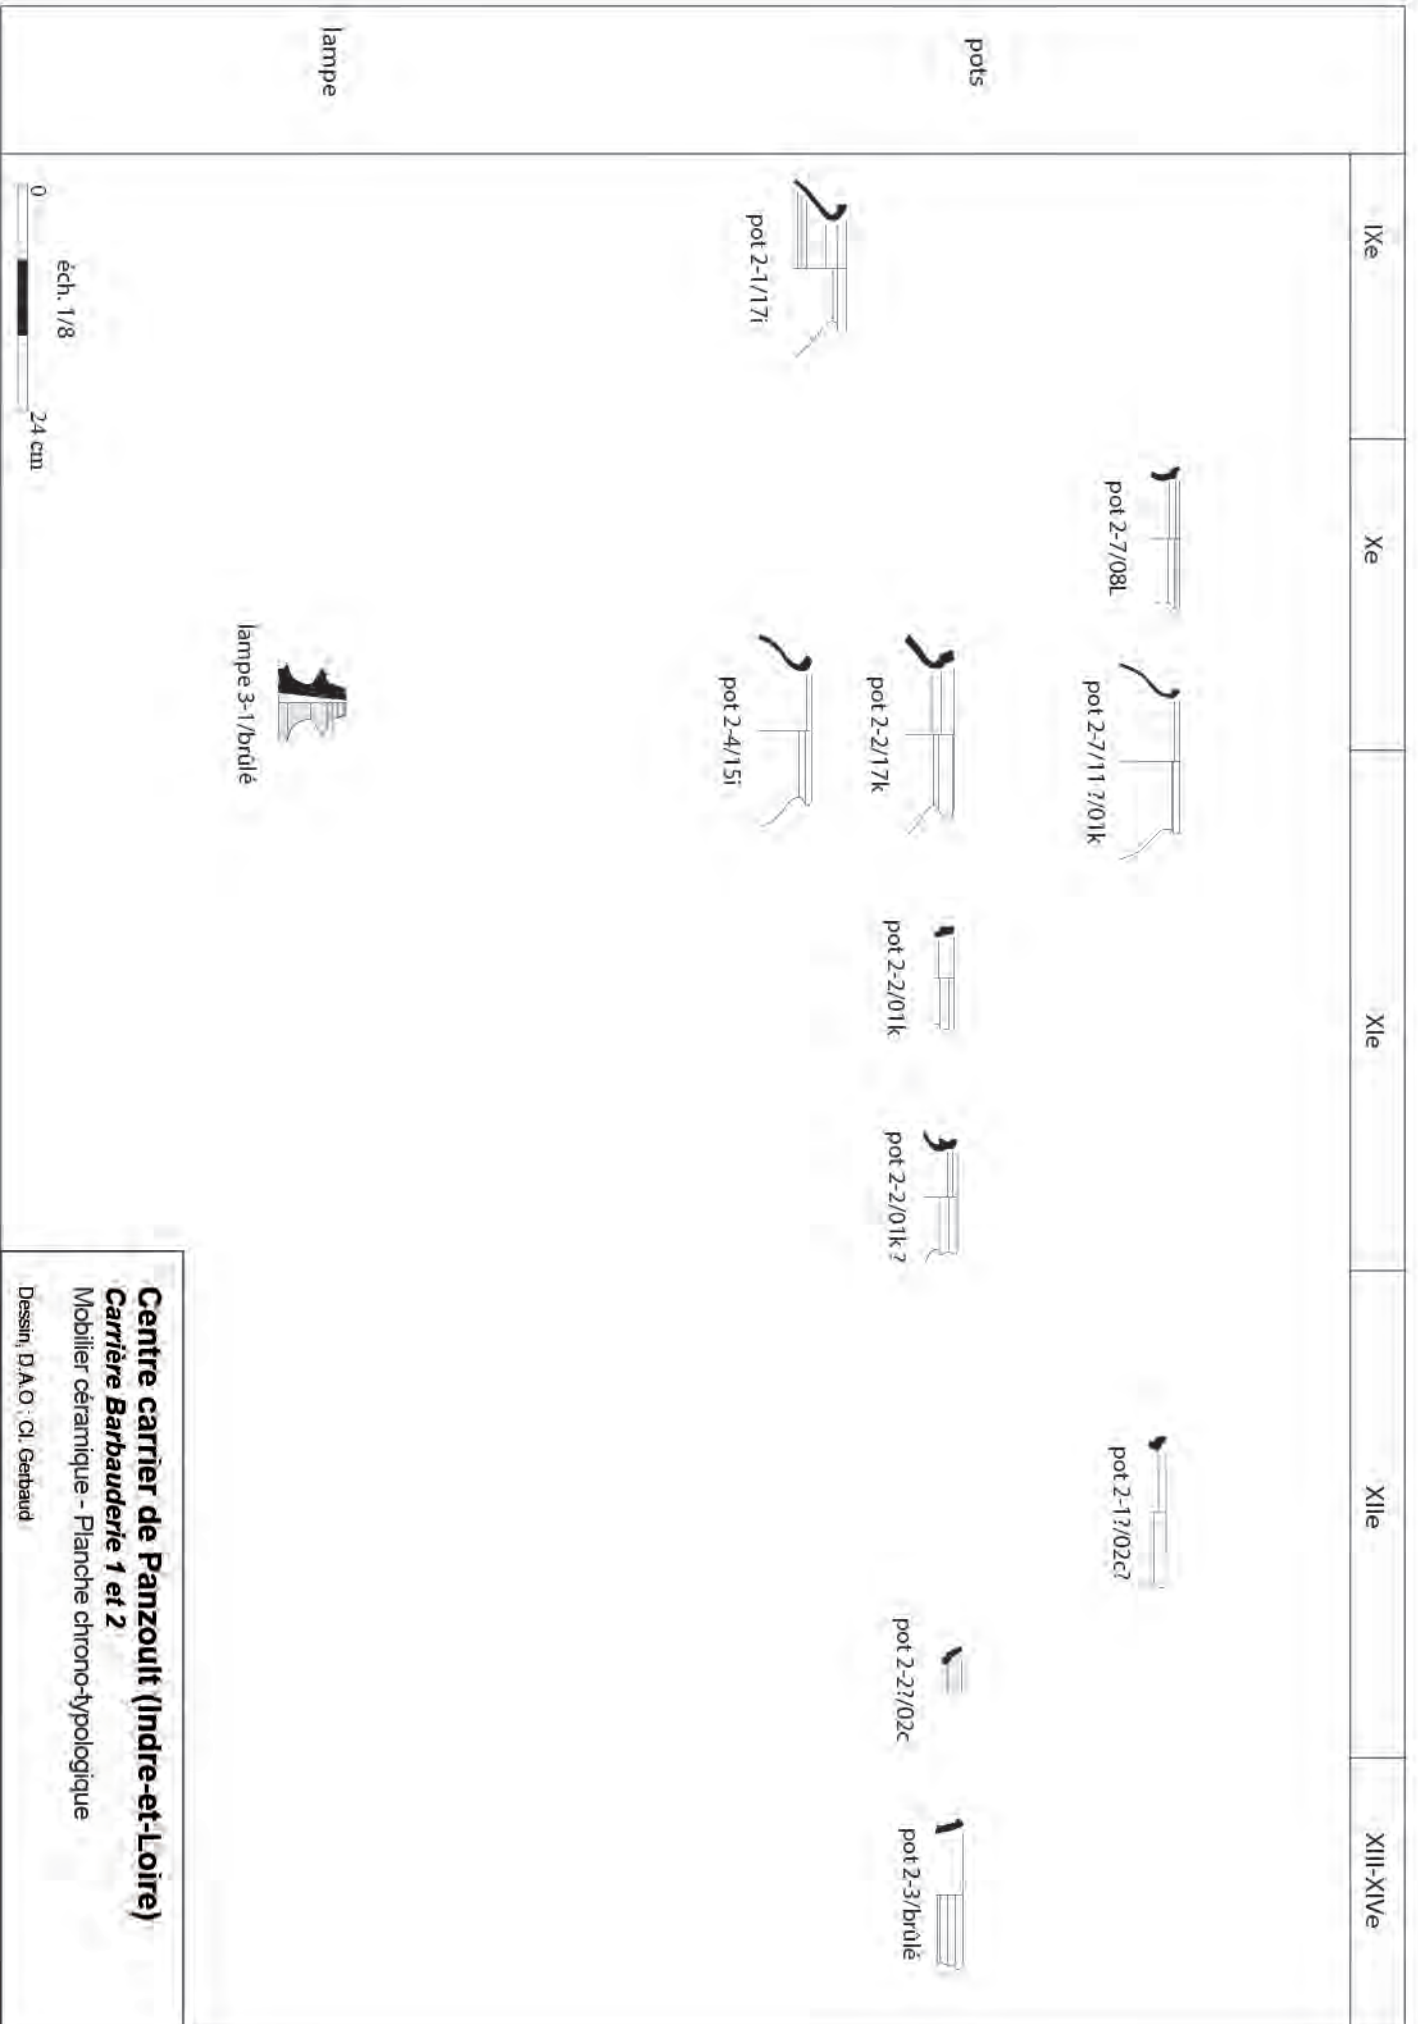 IXe
Xe
XIe
XIIe
XIII-XIVe
pots
pot 2-7/08L
pot 2-7/11 ?/01k
pot 2-1?/02c?
pot 2-2/17k
pot 2-2/01k
pot 2-2/01k ?
pot 2-2?/02c
pot 2-3/brûlé
pot 2-1/17i
pot 2-4/15i
lampe
lampe 3-1/brûlé
éch. 1/8
0
24 cm
Centre carrier de Panzoult (Indre-et-Loire)
Carrière Barbauderie 1 et 2
Mobilier céramique - Planche chrono-typologique
Dessin, D.A.O ; Cl. Gerbaud